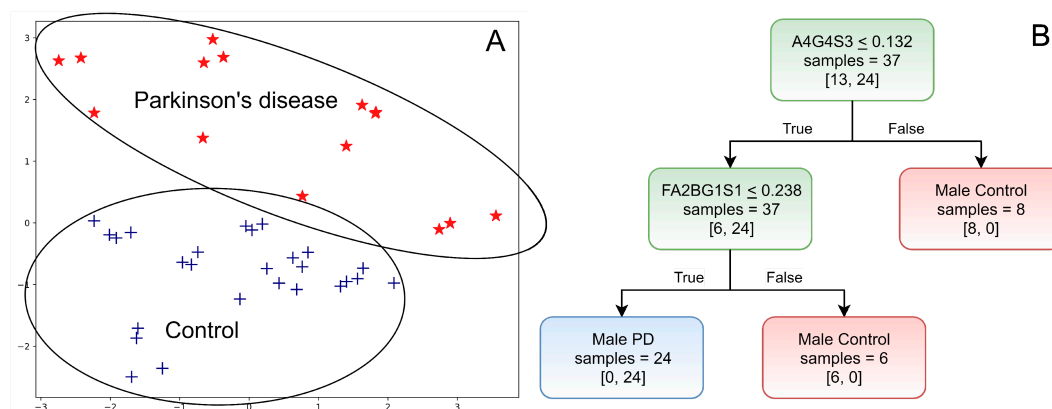 A
3
2
1
0
−1
−2
−3
−2
−1
0
1
2
3
Parkinson's disease
Control
B
A4G4S3 ≤ 0.132
samples = 37
[13, 24]
True
False
FA2BG1S1 ≤ 0.238
samples = 37
[6, 24]
Male Control
samples = 8
[8, 0]
True
False
Male PD
samples = 24
[0, 24]
Male Control
samples = 6
[6, 0]